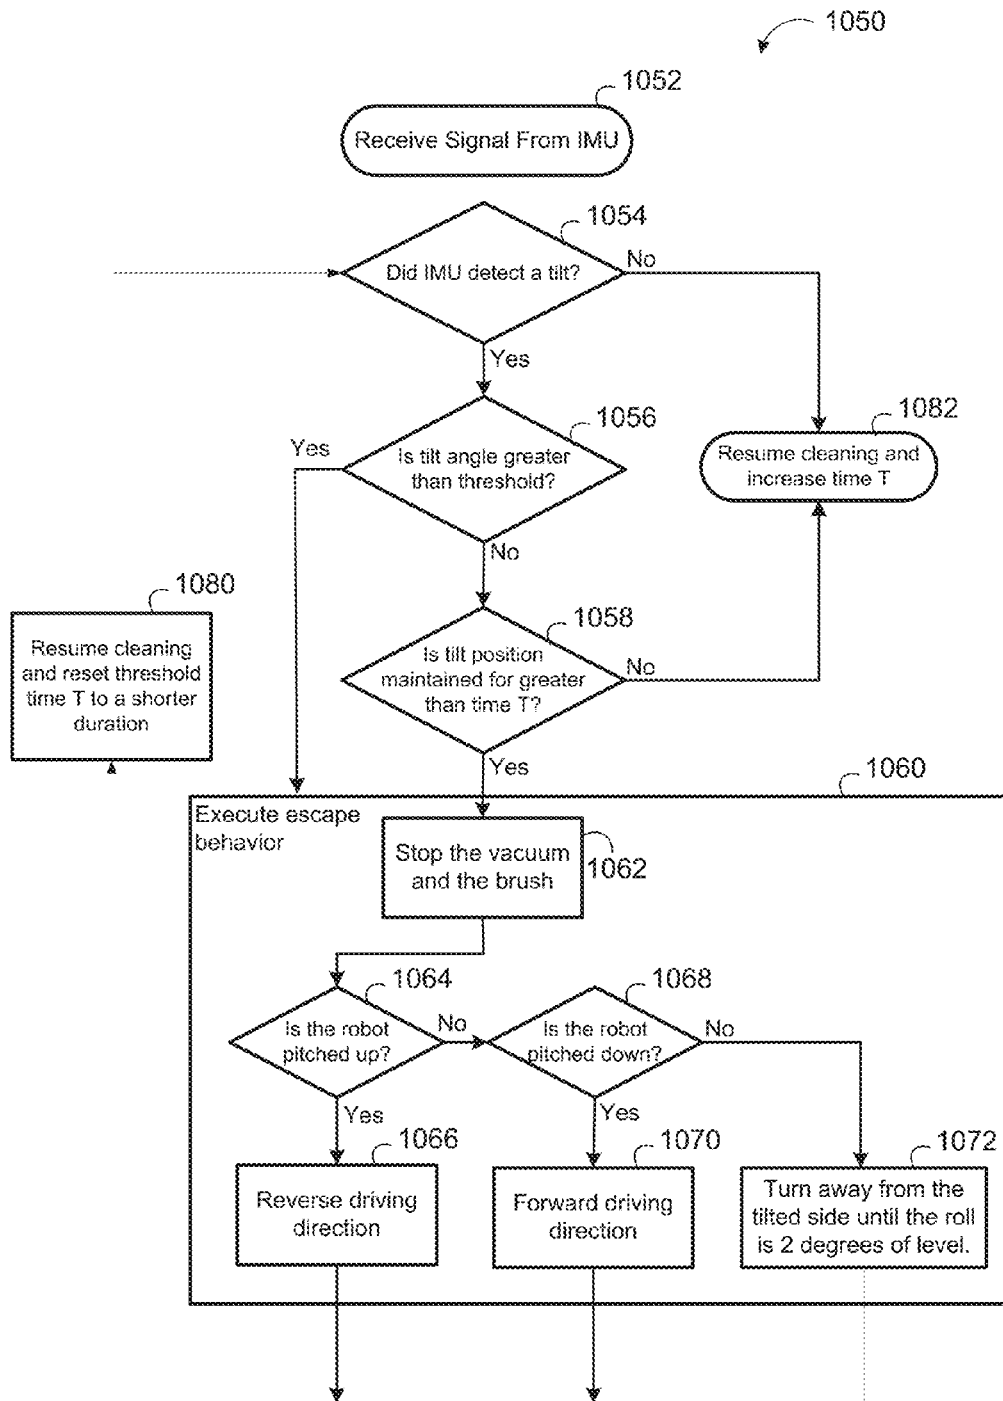 1050
1052
Receive Signal From IMU
1054
Did IMU detect a tilt?
No
Yes
1056
Yes
Is tilt angle greater
than threshold?
1082
Resume cleaning and
increase time T
No
1080
Resume cleaning
and reset threshold
time T to a shorter
duration
1058
Is tilt position
maintained for greater
than time T?
No
Yes
1060
Execute escape
behavior
Stop the vacuum
and the brush
1062
1064
Is the robot
pitched up?
No
1068
Is the robot
pitched down?
No
Yes
Yes
1066
Reverse driving
direction
1070
Forward driving
direction
1072
Turn away from the
tilted side until the roll
is 2 degrees of level.